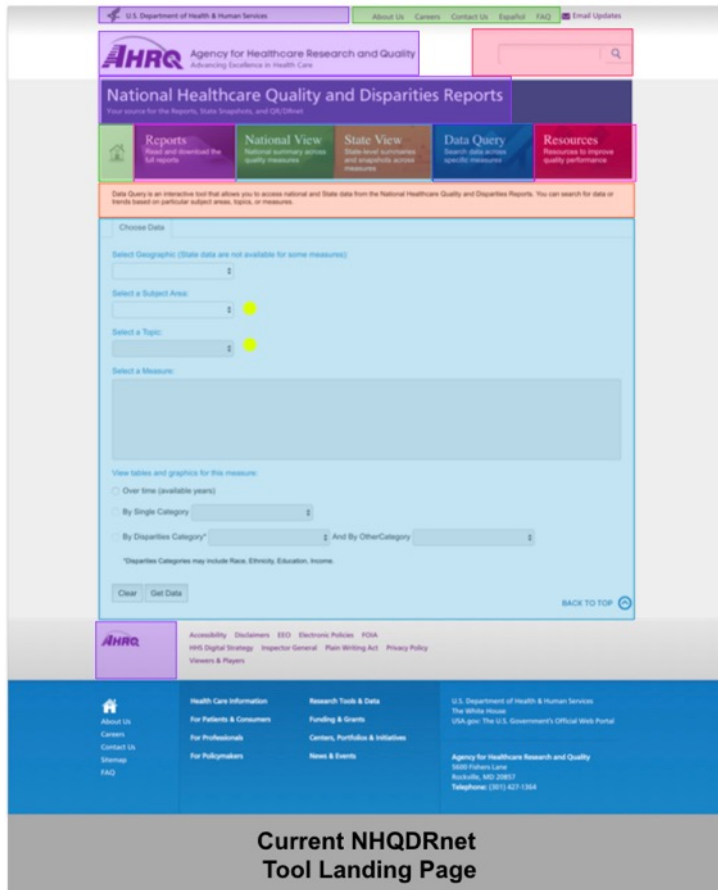 U.S. Department of Health & Human Services
About Us Careers Contact Us Español FAQ Email Updates
AHRQ Agency for Healthcare Research and Quality
Advancing Excellence in Health Care
National Healthcare Quality and Disparities Reports
Your source for the Reports, State Snapshots, and QR/DRnet
Reports
Read and download the
full reports
National View
National summary across
quality measures
State View
State-level summaries
and snapshots across
measures
Data Query
Search data across
specific measures
Resources
Resources to improve
quality performance
Data Query is an interactive tool that allows you to access national and State data from the National Healthcare Quality and Disparities Reports. You can search for data or
trends based on particular subject areas, topics, or measures.
Choose Data
Select Geographic (State data are not available for some measures)
Select a Subject Area:
Select a Topic:
Select a Measure:
View tables and graphics for this measure:
Over time (available years)
By Single Category
By Disparities Category* And By OtherCategory
*Disparities Categories may include Race, Ethnicity, Education, Income
Clear Get Data
BACK TO TOP
AHRQ
Accessibility Disclaimers EEO Electronic Policies FOIA
HHS Digital Strategy Inspector General Plain Writing Act Privacy Policy
Viewers & Players
About Us
Careers
Contact Us
Sitemap
FAQ
Health Care Information
For Patients & Consumers
For Professionals
For Policymakers
Research Tools & Data
Funding & Grants
Centers, Portfolios & Initiatives
News & Events
U.S. Department of Health & Human Services
The White House
USA.gov: The U.S. Government's Official Web Portal
Agency for Healthcare Research and Quality
5600 Fishers Lane
Rockville, MD 20857
Telephone: (301) 427-1364
Current NHQDRnet
Tool Landing Page